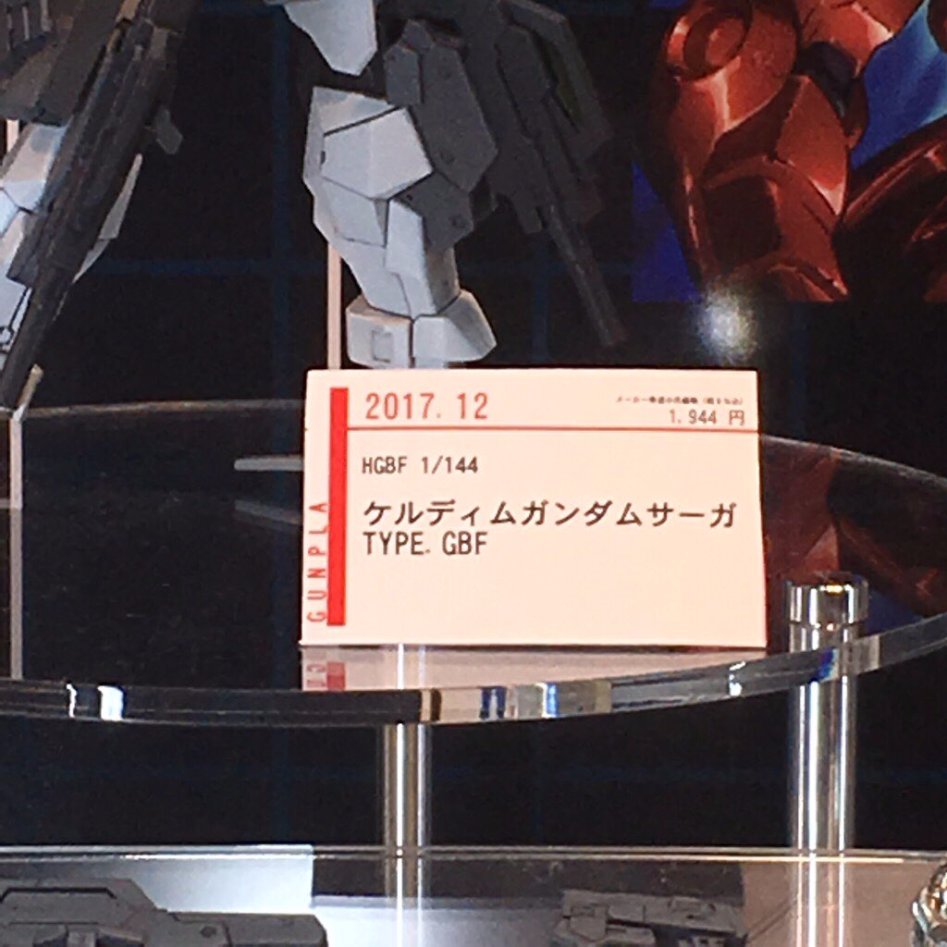 2017.12
1,944 円
HGBF 1/144
ケルディムガンダムサーガ
TYPE. GBF
GUNPLA